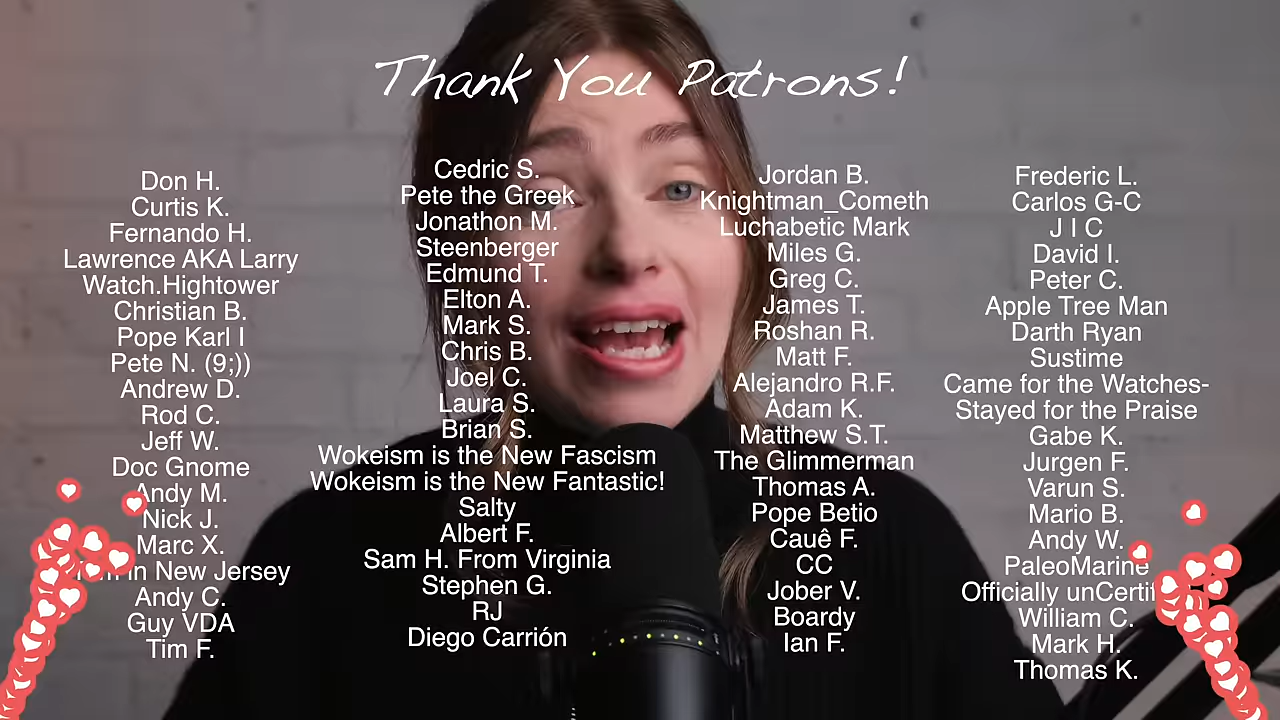 Thank You Patrons!
Don H.
Curtis K.
Fernando H.
Lawrence AKA Larry
Watch.Hightower
Christian B.
Pope Karl I
Pete N. (9;))
Andrew D.
Rod C.
Jeff W.
Doc Gnome
Andy M.
Nick J.
Marc X.
in New Jersey
Andy C.
Guy VDA
Tim F.
Cedric S.
Pete the Greek
Jonathon M.
Steenberger
Edmund T.
Elton A.
Mark S.
Chris B.
Joel C.
Laura S.
Brian S.
Wokeism is the New Fascism
Wokeism is the New Fantastic!
Salty
Albert F.
Sam H. From Virginia
Stephen G.
RJ
Diego Carrión
Jordan B.
Knightman_Cometh
Luchabetic Mark
Miles G.
Greg C.
James T.
Roshan R.
Matt F.
Alejandro R.F.
Adam K.
Matthew S.T.
The Glimmerman
Thomas A.
Pope Betio
Cauê F.
CC
Jober V.
Boardy
Ian F.
Frederic L.
Carlos G-C
J I C
David I.
Peter C.
Apple Tree Man
Darth Ryan
Sustime
Came for the Watches-
Stayed for the Praise
Gabe K.
Jurgen F.
Varun S.
Mario B.
Andy W.
PaleoMarine
Officially
William C.
Mark H.
Thomas K.